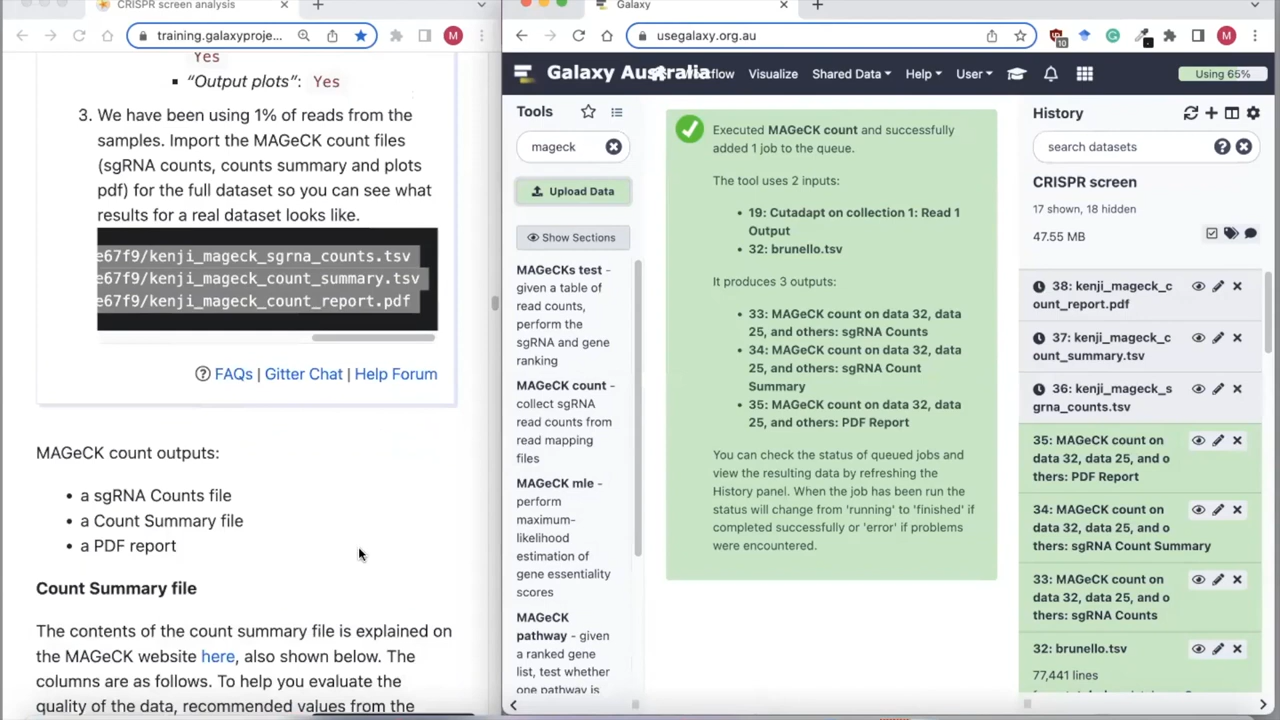 CRISPR screen analysis
training.galaxyproje...
M
Yes
▪ “Output plots”: Yes
3. We have been using 1% of reads from the
samples. Import the MAGeCK count files
(sgRNA counts, counts summary and plots
pdf) for the full dataset so you can see what
results for a real dataset looks like.
e67f9/kenji_mageck_sgrna_counts.tsv
e67f9/kenji_mageck_count_summary.tsv
e67f9/kenji_mageck_count_report.pdf
FAQs | Gitter Chat | Help Forum
MAGeCK count outputs:
• a sgRNA Counts file
• a Count Summary file
• a PDF report
Count Summary file
The contents of the count summary file is explained on
the MAGeCK website here, also shown below. The
columns are as follows. To help you evaluate the
quality of the data, recommended values from the
Galaxy
usegalaxy.org.au
10
M
Galaxy Australia
Workflow
Visualize
Shared Data
Help
User
Using 65%
Tools
mageck
Upload Data
Show Sections
MAGeCKs test -
given a table of
read counts,
perform the
sgRNA and gene
ranking
MAGeCK count -
collect sgRNA
read counts from
read mapping
files
MAGeCK mle -
perform
maximum-
likelihood
estimation of
gene essentiality
scores
MAGeCK
pathway - given
a ranked gene
list, test whether
one pathway is
Executed MAGeCK count and successfully
added 1 job to the queue.
The tool uses 2 inputs:
• 19: Cutadapt on collection 1: Read 1
Output
• 32: brunello.tsv
It produces 3 outputs:
• 33: MAGeCK count on data 32, data
25, and others: sgRNA Counts
• 34: MAGeCK count on data 32, data
25, and others: sgRNA Count
Summary
• 35: MAGeCK count on data 32, data
25, and others: PDF Report
You can check the status of queued jobs and
view the resulting data by refreshing the
History panel. When the job has been run the
status will change from 'running' to 'finished' if
completed successfully or 'error' if problems
were encountered.
History
search datasets
CRISPR screen
17 shown, 18 hidden
47.55 MB
38: kenji_mageck_c
ount_report.pdf
37: kenji_mageck_c
ount_summary.tsv
36: kenji_mageck_s
grna_counts.tsv
35: MAGeCK count on
data 32, data 25, and o
thers: PDF Report
34: MAGeCK count on
data 32, data 25, and o
thers: sgRNA Count Summary
33: MAGeCK count on
data 32, data 25, and o
thers: sgRNA Counts
32: brunello.tsv
77,441 lines